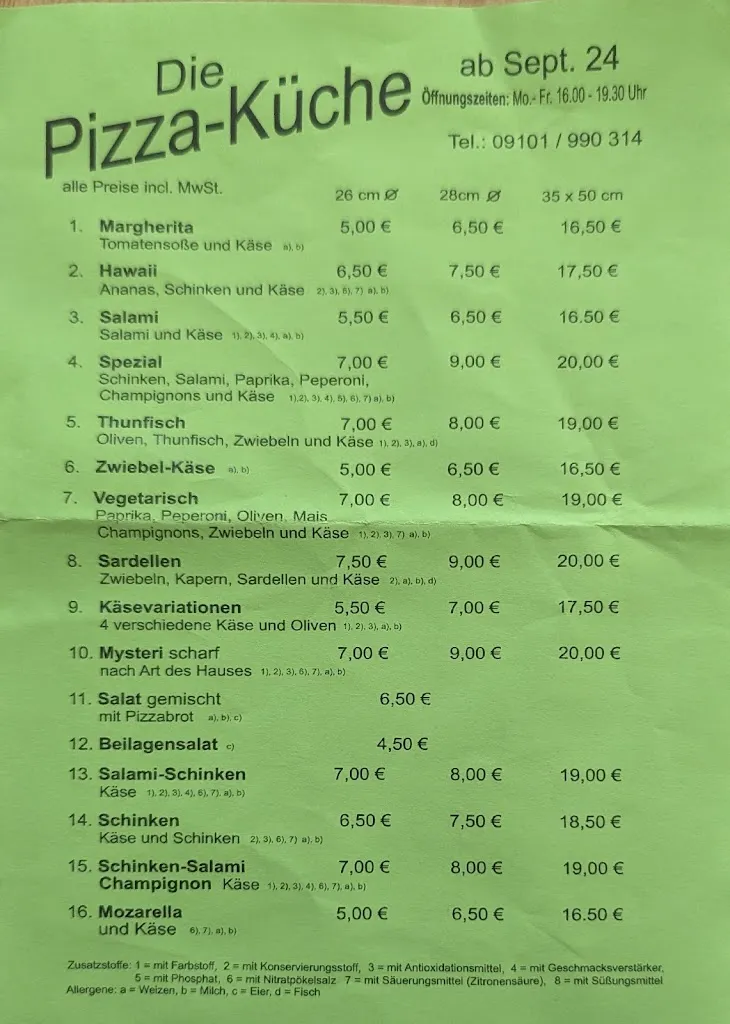 Die
Pizza-Küche
ab Sept. 24
Öffnungszeiten: Mo.- Fr. 16.00 - 19.30 Uhr
Tel.: 09101 / 990 314
alle Preise incl. MwSt.
26 cm Ø 28cm Ø 35 x 50 cm
1. Margherita 5,00 € 6,50 € 16,50 €
Tomatensoße und Käse a), b)
2. Hawaii 6,50 € 7,50 € 17,50 €
Ananas, Schinken und Käse 2), 3), 6), 7) a), b)
3. Salami 5,50 € 6,50 € 16.50 €
Salami und Käse 1), 2), 3), 4), a), b)
4. Spezial 7,00 € 9,00 € 20,00 €
Schinken, Salami, Paprika, Peperoni,
Champignons und Käse 1),2), 3), 4), 5), 6), 7) a), b)
5. Thunfisch 7,00 € 8,00 € 19,00 €
Oliven, Thunfisch, Zwiebeln und Käse 1), 2), 3), a), d)
6. Zwiebel-Käse a), b) 5,00 € 6,50 € 16,50 €
7. Vegetarisch 7,00 € 8,00 € 19,00 €
Paprika, Peperoni, Oliven, Mais
Champignons, Zwiebeln und Käse 1), 2), 3), 7) a), b)
8. Sardellen 7,50 € 9,00 € 20,00 €
Zwiebeln, Kapern, Sardellen und Käse 2), a), b), d)
9. Käsevariationen 5,50 € 7,00 € 17,50 €
4 verschiedene Käse und Oliven 1), 2), 3), a), b)
10. Mysteri scharf 7,00 € 9,00 € 20,00 €
nach Art des Hauses 1), 2), 3), 6), 7), a), b)
11. Salat gemischt 6,50 €
mit Pizzabrot a), b), c)
12. Beilagensalat c) 4,50 €
13. Salami-Schinken 7,00 € 8,00 € 19,00 €
Käse 1), 2), 3), 4), 6), 7), a), b)
14. Schinken 6,50 € 7,50 € 18,50 €
Käse und Schinken 2), 3), 6), 7) a), b)
15. Schinken-Salami 7,00 € 8,00 € 19,00 €
Champignon Käse 1), 2), 3), 4), 6), 7), a), b)
16. Mozarella 5,00 € 6,50 € 16.50 €
und Käse 6), 7), a), b)
Zusatzstoffe: 1 = mit Farbstoff, 2 = mit Konservierungsstoff, 3 = mit Antioxidationsmittel, 4 = mit Geschmacksverstärker,
5 = mit Phosphat, 6 = mit Nitratpökelsalz 7 = mit Säuerungsmittel (Zitronensäure), 8 = mit Süßungsmittel
Allergene: a = Weizen, b = Milch, c = Eier, d = Fisch